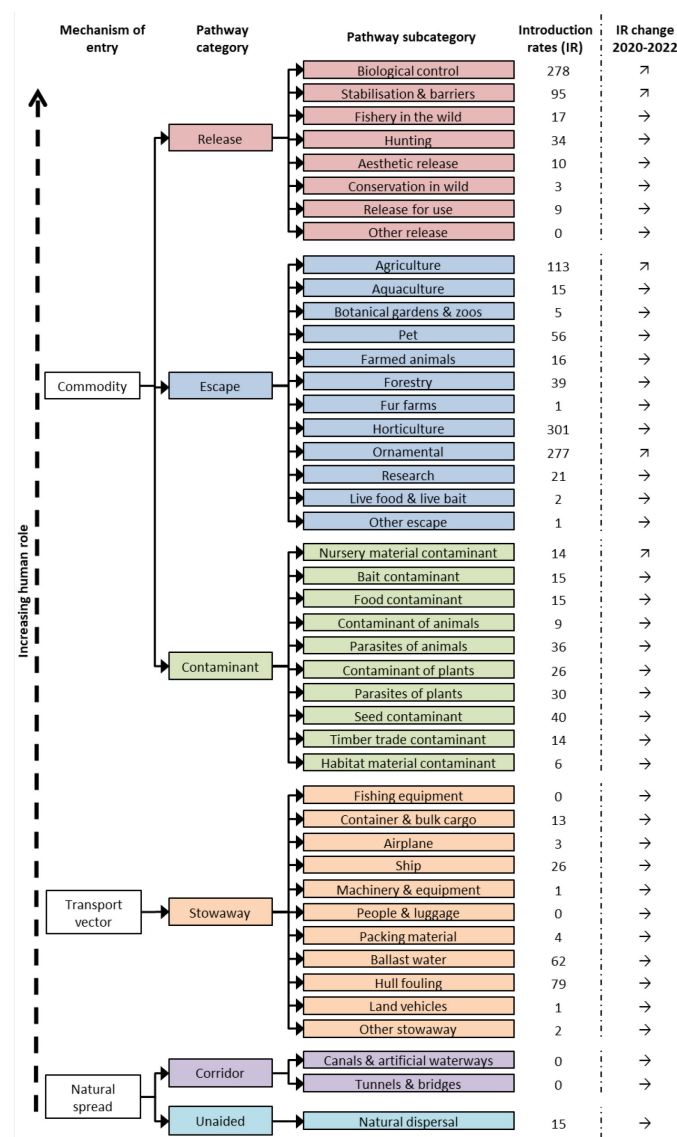 Mechanism of entry Pathway category Pathway subcategory Introduction rates (IR) IR change 2020-2022
Increasing human role
Commodity
Release
Biological control 278 ↗
Stabilisation & barriers 95 ↗
Fishery in the wild 17 →
Hunting 34 →
Aesthetic release 10 →
Conservation in wild 3 →
Release for use 9 →
Other release 0 →
Escape
Agriculture 113 ↗
Aquaculture 15 →
Botanical gardens & zoos 5 →
Pet 56 →
Farmed animals 16 →
Forestry 39 →
Fur farms 1 →
Horticulture 301 →
Ornamental 277 ↗
Research 21 →
Live food & live bait 2 →
Other escape 1 →
Contaminant
Nursery material contaminant 14 ↗
Bait contaminant 15 →
Food contaminant 15 →
Contaminant of animals 9 →
Parasites of animals 36 →
Contaminant of plants 26 →
Parasites of plants 30 →
Seed contaminant 40 →
Timber trade contaminant 14 →
Habitat material contaminant 6 →
Transport vector
Stowaway
Fishing equipment 0 →
Container & bulk cargo 13 →
Airplane 3 →
Ship 26 →
Machinery & equipment 1 →
People & luggage 0 →
Packing material 4 →
Ballast water 62 →
Hull fouling 79 →
Land vehicles 1 →
Other stowaway 2 →
Natural spread
Corridor
Canals & artificial waterways 0 →
Tunnels & bridges 0 →
Unaided
Natural dispersal 15 →